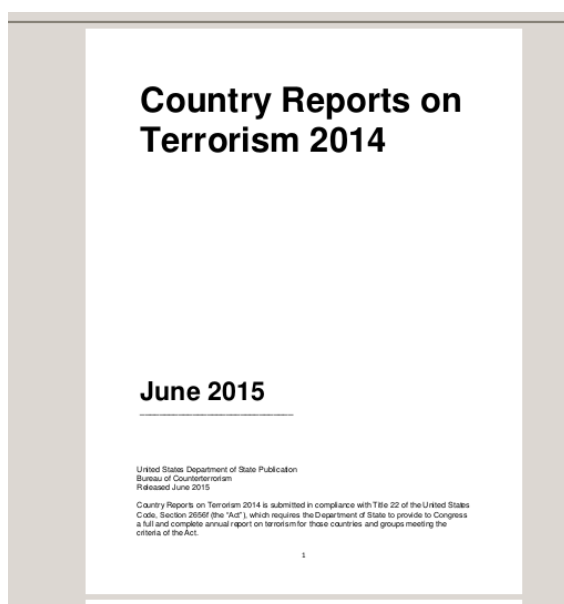 Country Reports on
Terrorism 2014
June 2015
United States Department of State Publication
Bureau of Counterterrorism
Released June 2015
Country Reports on Terrorism 2014 is submitted in compliance with Title 22 of the United States
Code, Section 2656f (the "Act"), which requires the Department of State to provide to Congress
a full and complete annual report on terrorism for those countries and groups meeting the
criteria of the Act.
1